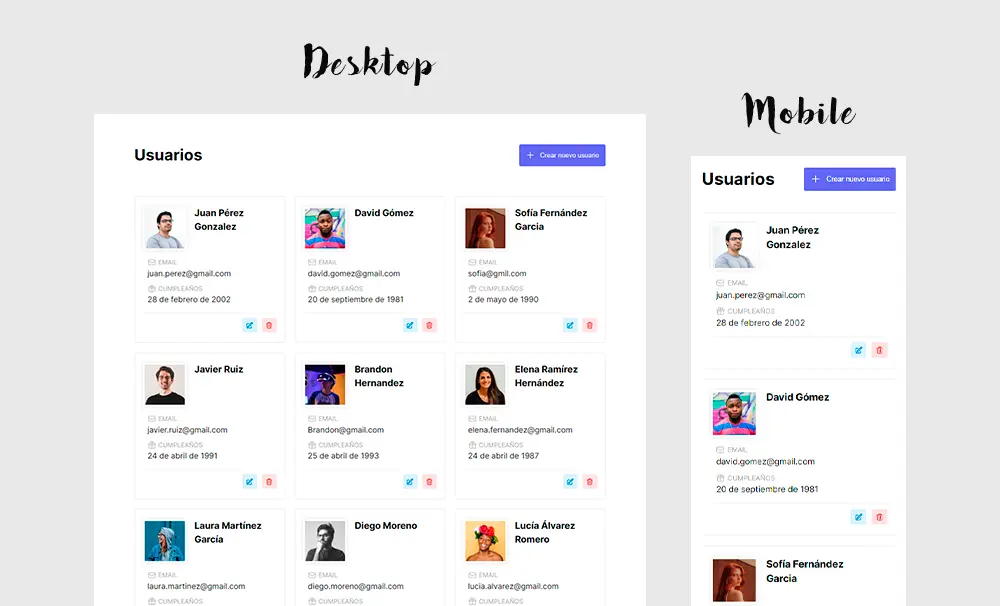 Desktop
Usuarios
Crear nuevo usuario
Juan Pérez
Gonzalez
EMAIL
juan.perez@gmail.com
CUMPLEAÑOS
28 de febrero de 2002
David Gómez
EMAIL
david.gomez@gmail.com
CUMPLEAÑOS
20 de septiembre de 1981
Sofía Fernández
Garcia
EMAIL
sofia@gmil.com
CUMPLEAÑOS
2 de mayo de 1990
Javier Ruiz
EMAIL
javier.ruiz@gmail.com
CUMPLEAÑOS
24 de abril de 1991
Brandon
Hernandez
EMAIL
Brandon@gmail.com
CUMPLEAÑOS
25 de abril de 1993
Elena Ramírez
Hernández
EMAIL
elena.fernandez@gmail.com
CUMPLEAÑOS
24 de abril de 1987
Laura Martínez
García
EMAIL
laura.martinez@gmail.com
CUMPLEAÑOS
Diego Moreno
EMAIL
diego.moreno@gmail.com
CUMPLEAÑOS
Lucía Álvarez
Romero
EMAIL
lucia.alvarez@gmail.com
CUMPLEAÑOS
Mobile
Usuarios
Crear nuevo usuario
Juan Pérez
Gonzalez
EMAIL
juan.perez@gmail.com
CUMPLEAÑOS
28 de febrero de 2002
David Gómez
EMAIL
david.gomez@gmail.com
CUMPLEAÑOS
20 de septiembre de 1981
Sofía Fernández
Garcia